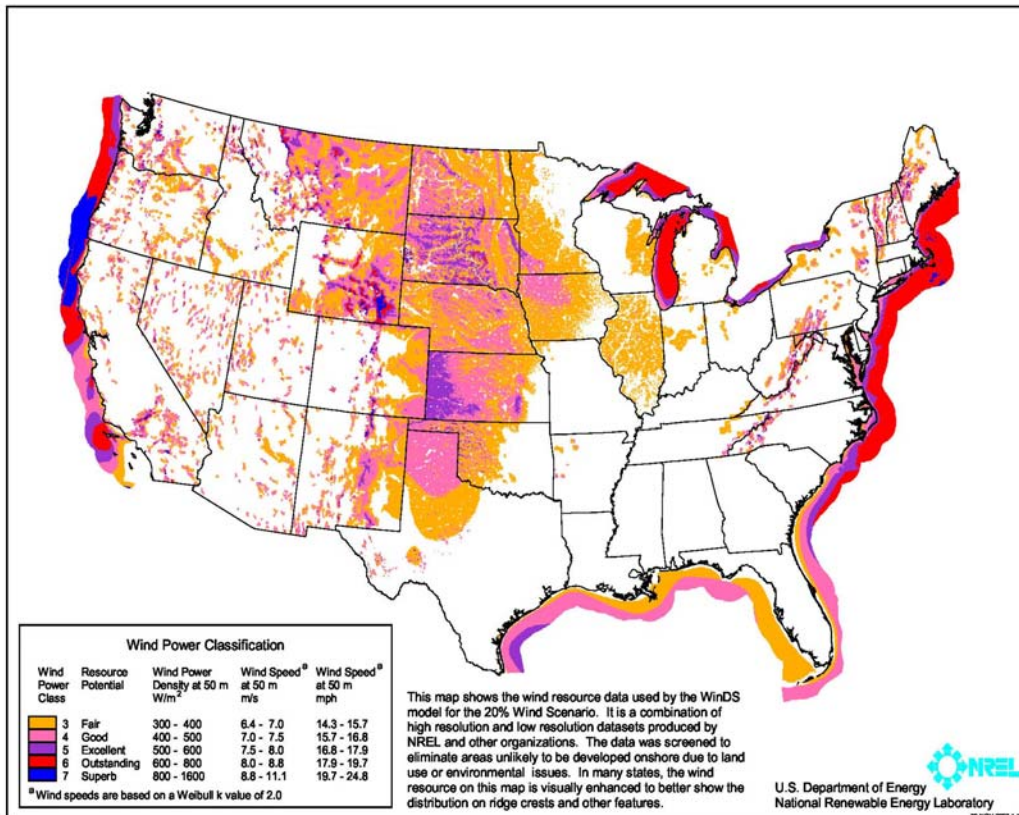 Wind Power Classification
Wind Power Class Resource Potential Wind Power Density at 50 m W/m² Wind Speedᵃ at 50 m m/s Wind Speedᵃ at 50 m mph
3 Fair 300 - 400 6.4 - 7.0 14.3 - 15.7
4 Good 400 - 500 7.0 - 7.5 15.7 - 16.8
5 Excellent 500 - 600 7.5 - 8.0 16.8 - 17.9
6 Outstanding 600 - 800 8.0 - 8.8 17.9 - 19.7
7 Superb 800 - 1600 8.8 - 11.1 19.7 - 24.8
ᵃ Wind speeds are based on a Weibull k value of 2.0
This map shows the wind resource data used by the WinDS
model for the 20% Wind Scenario. It is a combination of
high resolution and low resolution datasets produced by
NREL and other organizations. The data was screened to
eliminate areas unlikely to be developed onshore due to land
use or environmental issues. In many states, the wind
resource on this map is visually enhanced to better show the
distribution on ridge crests and other features.
NREL
U.S. Department of Energy
National Renewable Energy Laboratory